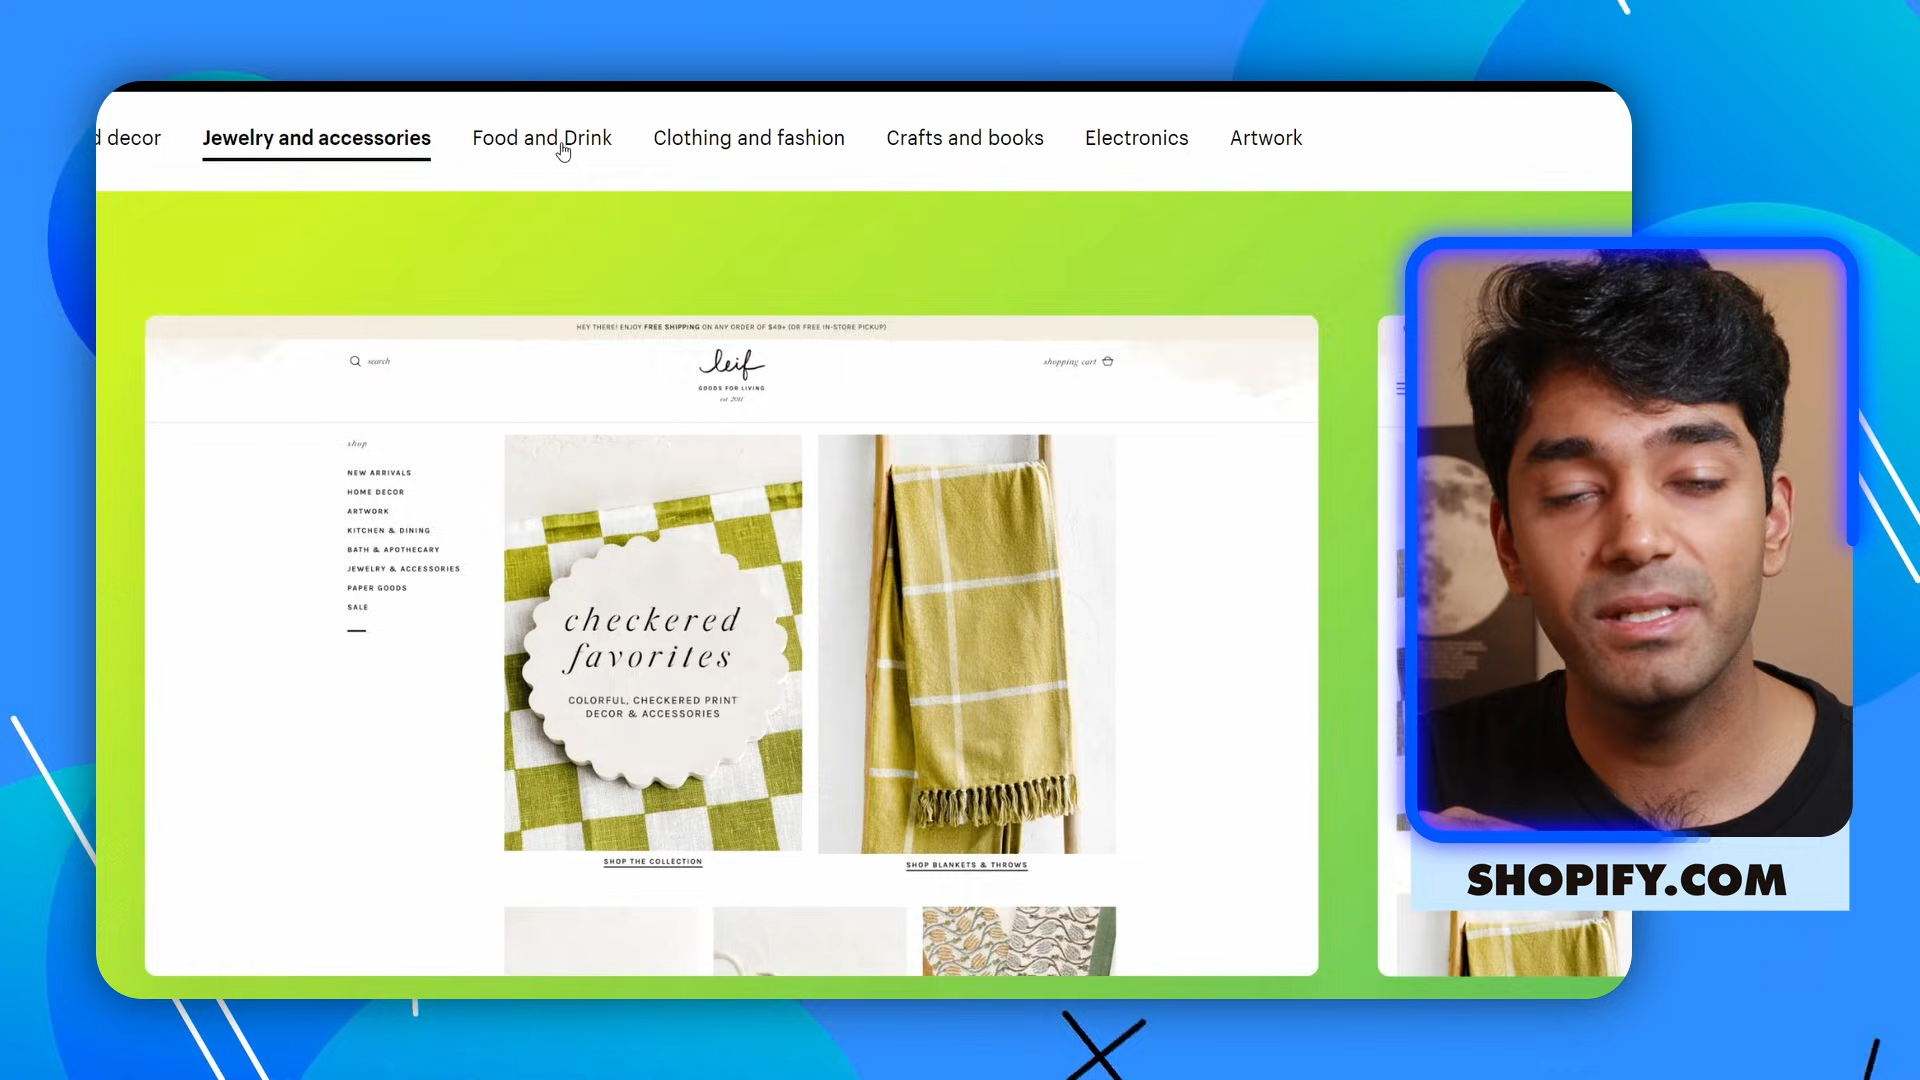 d decor Jewelry and accessories Food and Drink Clothing and fashion Crafts and books Electronics Artwork
HEY THERE! ENJOY FREE SHIPPING ON ANY ORDER OF $49+ (OR FREE IN-STORE PICKUP)
search
leif
GOODS FOR LIVING
est 2011
shopping cart
shop
NEW ARRIVALS
HOME DECOR
ARTWORK
KITCHEN & DINING
BATH & APOTHECARY
JEWELRY & ACCESSORIES
PAPER GOODS
SALE
checkered
favorites
COLORFUL, CHECKERED PRINT
DECOR & ACCESSORIES
SHOP THE COLLECTION
SHOP BLANKETS & THROWS
SHOPIFY.COM